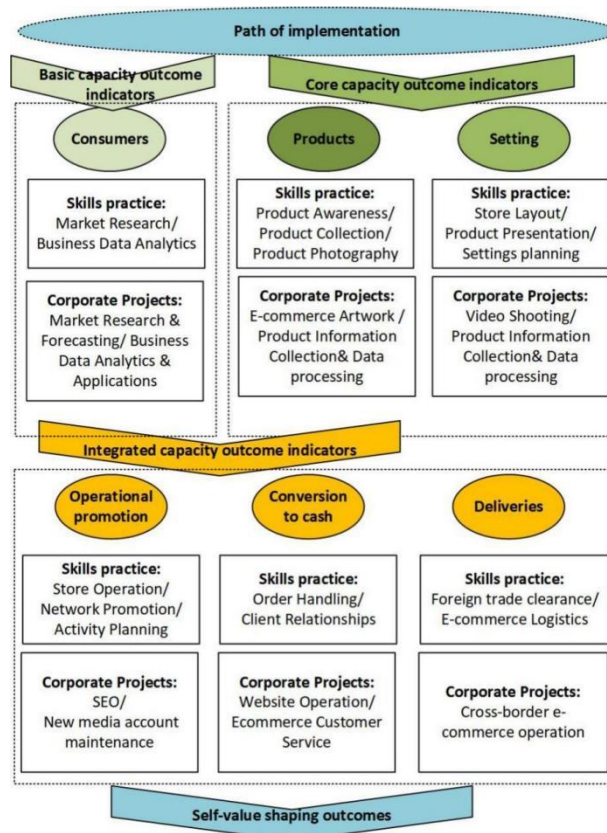 Path of implementation
Basic capacity outcome
indicators
Core capacity outcome indicators
Consumers
Products
Setting
Skills practice:
Market Research/
Business Data Analytics
Skills practice:
Product Awareness/
Product Collection/
Product Photography
Skills practice:
Store Layout/
Product Presentation/
Settings planning
Corporate Projects:
Market Research &
Forecasting/ Business
Data Analytics &
Applications
Corporate Projects:
E-commerce Artwork /
Product Information
Collection& Data
processing
Corporate Projects:
Video Shooting/
Product Information
Collection& Data
processing
Integrated capacity outcome indicators
Operational
promotion
Conversion
to cash
Deliveries
Skills practice:
Store Operation/
Network Promotion/
Activity Planning
Skills practice:
Order Handling/
Client Relationships
Skills practice:
Foreign trade clearance/
E-commerce Logistics
Corporate Projects:
SEO/
New media account
maintenance
Corporate Projects:
Website Operation/
Ecommerce Customer
Service
Corporate Projects:
Cross-border e-
commerce operation
Self-value shaping outcomes